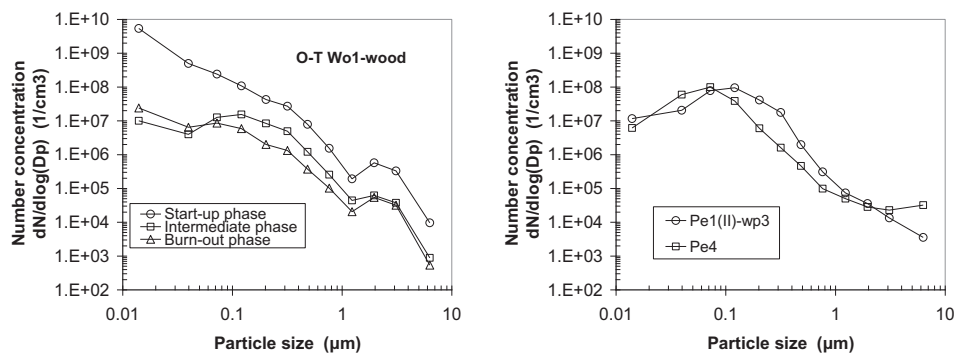 Number concentration
dN/dlog(Dp) (1/cm3)
1.E+10
1.E+09
1.E+08
1.E+07
1.E+06
1.E+05
1.E+04
1.E+03
1.E+02
O-T Wo1-wood
Start-up phase
Intermediate phase
Burn-out phase
0.01
0.1
1
10
Particle size (µm)
Number concentration
dN/dlog(Dp) (1/cm3)
1.E+10
1.E+09
1.E+08
1.E+07
1.E+06
1.E+05
1.E+04
1.E+03
1.E+02
Pe1(II)-wp3
Pe4
0.01
0.1
1
10
Particle size (µm)